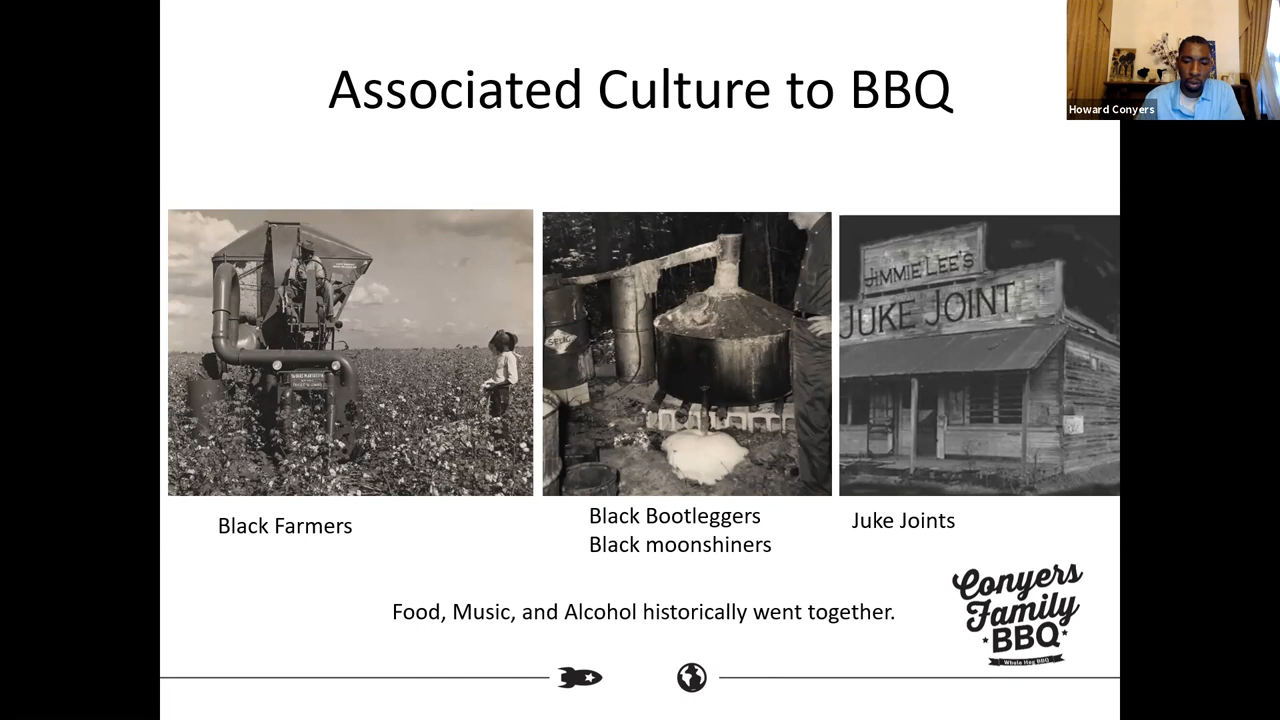 Associated Culture to BBQ
Howard Conyers
JIMMIE LEE'S
JUKE JOINT
Black Farmers
Black Bootleggers
Black moonshiners
Juke Joints
Food, Music, and Alcohol historically went together.
Conyers
Family
BBQ
Whole Hog BBQ